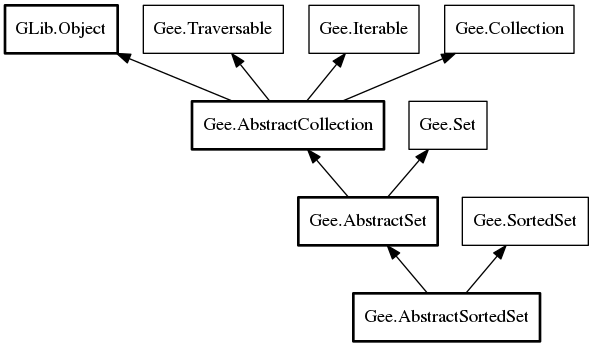 GLib.Object
Gee.Traversable
Gee.Iterable
Gee.Collection
Gee.AbstractCollection
Gee.Set
Gee.AbstractSet
Gee.SortedSet
Gee.AbstractSortedSet